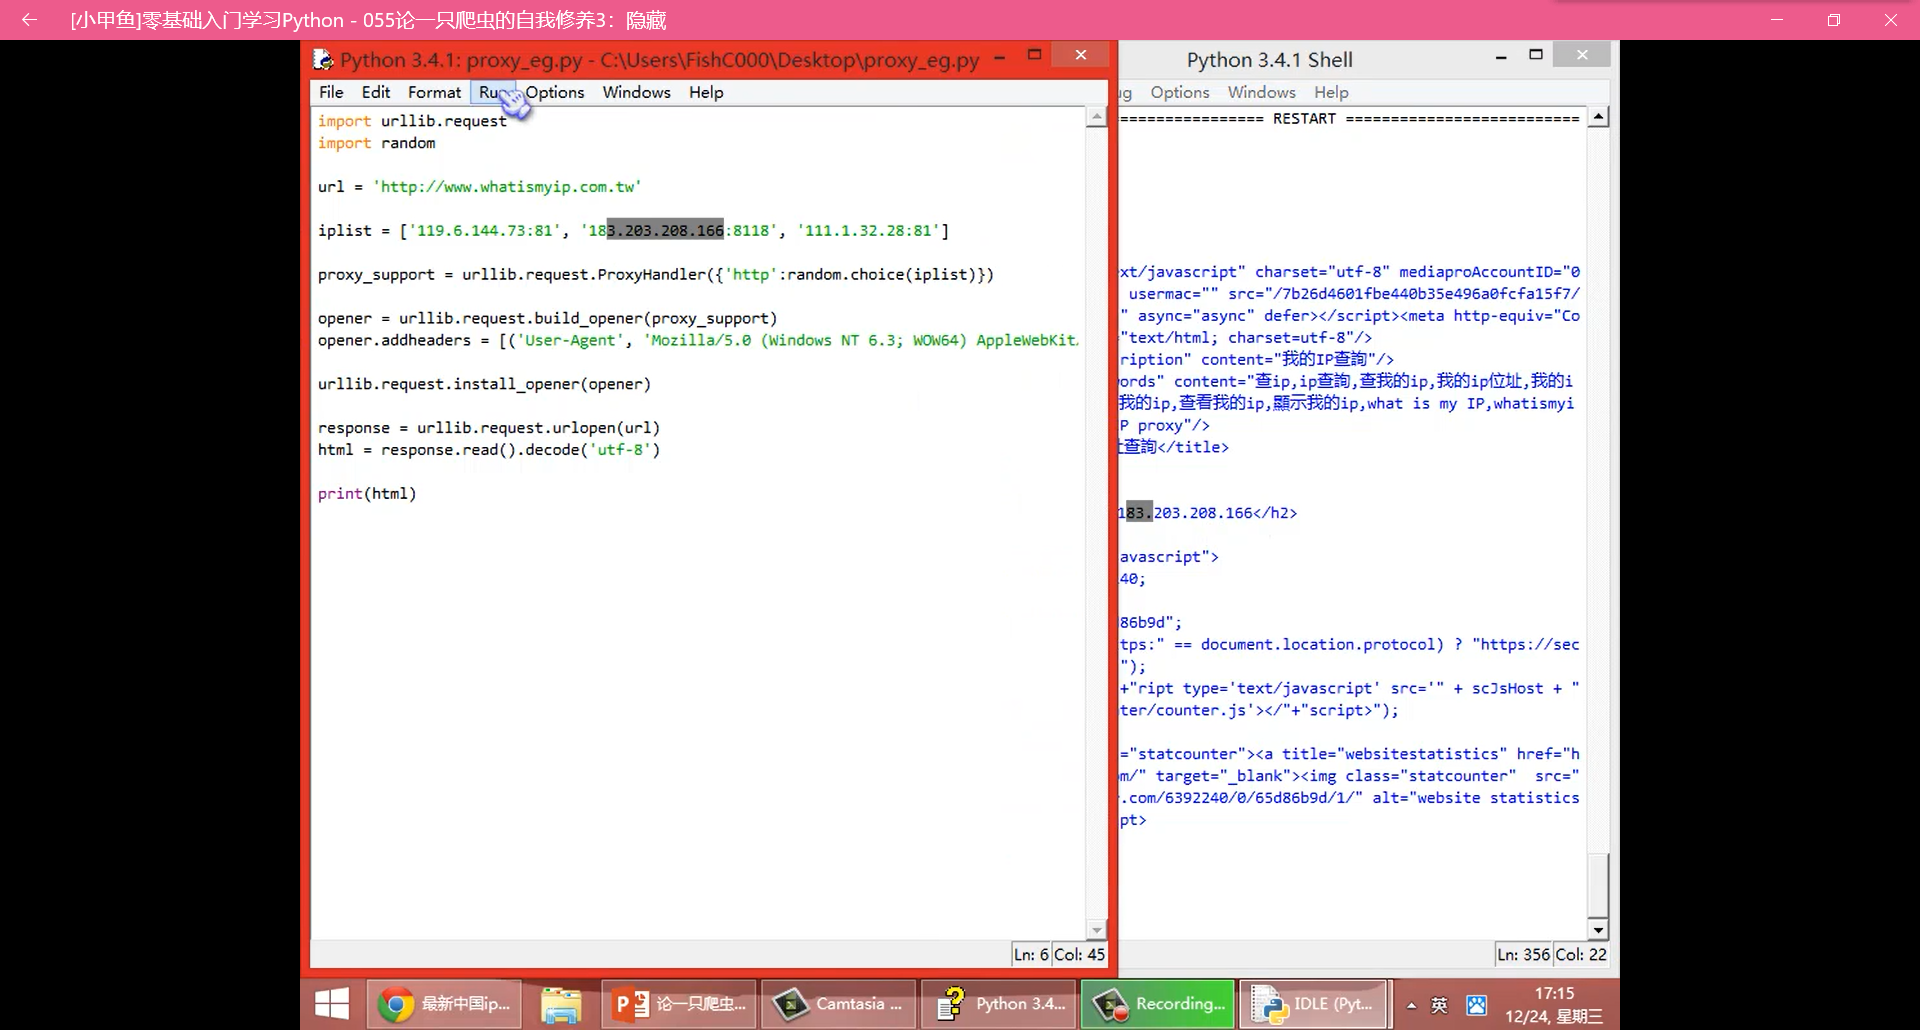 [小甲鱼]零基础入门学习Python - 055论一只爬虫的自我修养3：隐藏
Python 3.4.1: proxy_eg.py - C:\Users\FishC000\Desktop\proxy_eg.py
File Edit Format Run Options Windows Help
import urllib.request
import random
url = 'http://www.whatismyip.com.tw'
iplist = ['119.6.144.73:81', '183.203.208.166:8118', '111.1.32.28:81']
proxy_support = urllib.request.ProxyHandler({'http':random.choice(iplist)})
opener = urllib.request.build_opener(proxy_support)
opener.addheaders = [('User-Agent', 'Mozilla/5.0 (Windows NT 6.3; WOW64) AppleWebKit
urllib.request.install_opener(opener)
response = urllib.request.urlopen(url)
html = response.read().decode('utf-8')
print(html)
Ln: 6 Col: 45
Python 3.4.1 Shell
ug Options Windows Help
================ RESTART ==========================
xt/javascript" charset="utf-8" mediaproAccountID="0
usermac="" src="/7b26d4601fbe440b35e496a0fcfa15f7/
" async="async" defer></script><meta http-equiv="Co
"text/html; charset=utf-8"/>
ription" content="我的IP查詢"/>
ords" content="查ip,ip查詢,查我的ip,我的ip位址,我的i
我的ip,查看我的ip,顯示我的ip,what is my IP,whatismyi
P proxy"/>
查詢</title>
183.203.208.166</h2>
avascript">
40;
86b9d";
tps:" == document.location.protocol) ? "https://sec
");
+"ript type='text/javascript' src='" + scJsHost + "
ter/counter.js'></"+"script>");
="statcounter"><a title="websitestatistics" href="h
m/" target="_blank"><img class="statcounter" src="
.com/6392240/0/65d86b9d/1/" alt="website statistics
pt>
Ln: 356 Col: 22
最新中国ip... 论一只爬虫... Camtasia ... Python 3.4... Recording... IDLE (Pyt... 英 17:15
12/24, 星期三